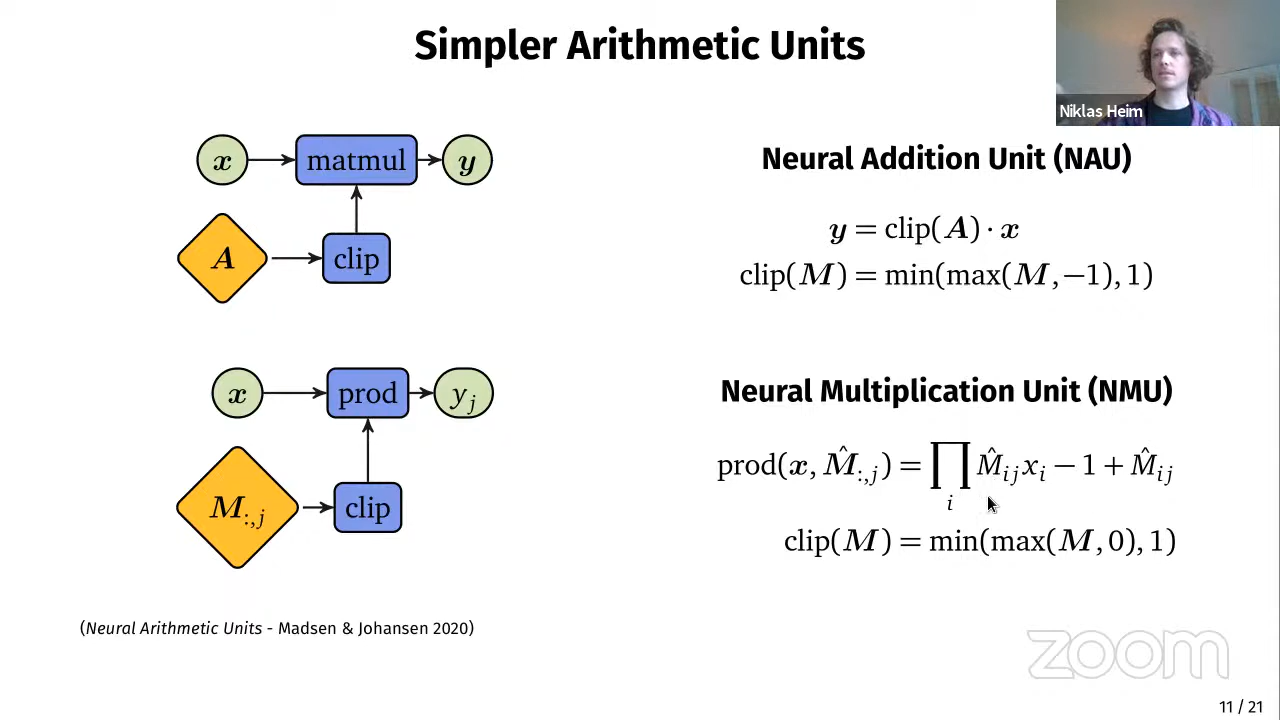 Simpler Arithmetic Units
Niklas Heim
x matmul y
A clip
Neural Addition Unit (NAU)
y = clip(A) · x
clip(M) = min(max(M, −1), 1)
x prod y_j
M_{:,j} clip
Neural Multiplication Unit (NMU)
prod(x, M̂_{:,j}) = ∏_i M̂_{ij} x_i − 1 + M̂_{ij}
clip(M) = min(max(M, 0), 1)
(Neural Arithmetic Units - Madsen & Johansen 2020)
zoom
11 / 21